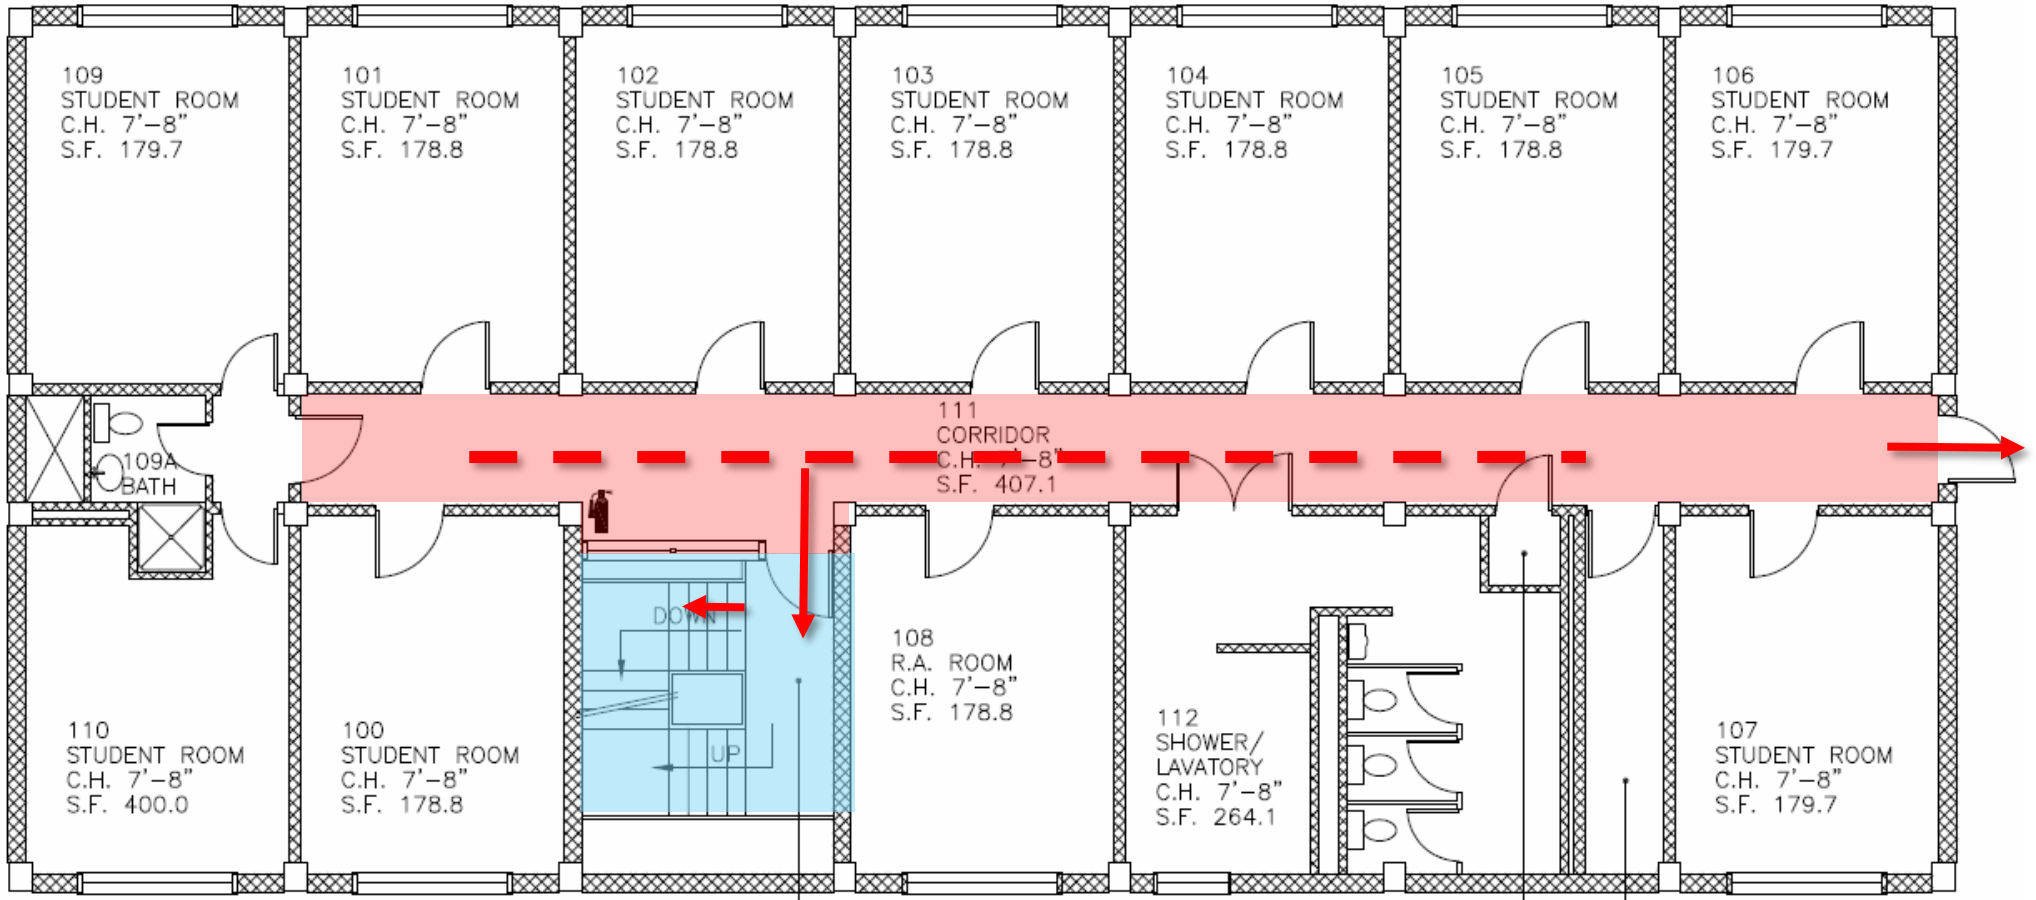 109
STUDENT ROOM
C.H. 7'-8"
S.F. 179.7
101
STUDENT ROOM
C.H. 7'-8"
S.F. 178.8
102
STUDENT ROOM
C.H. 7'-8"
S.F. 178.8
103
STUDENT ROOM
C.H. 7'-8"
S.F. 178.8
104
STUDENT ROOM
C.H. 7'-8"
S.F. 178.8
105
STUDENT ROOM
C.H. 7'-8"
S.F. 178.8
106
STUDENT ROOM
C.H. 7'-8"
S.F. 179.7
109A
BATH
111
CORRIDOR
C.H. 7'-8"
S.F. 407.1
110
STUDENT ROOM
C.H. 7'-8"
S.F. 400.0
100
STUDENT ROOM
C.H. 7'-8"
S.F. 178.8
DOWN
UP
108
R.A. ROOM
C.H. 7'-8"
S.F. 178.8
112
SHOWER/
LAVATORY
C.H. 7'-8"
S.F. 264.1
107
STUDENT ROOM
C.H. 7'-8"
S.F. 179.7